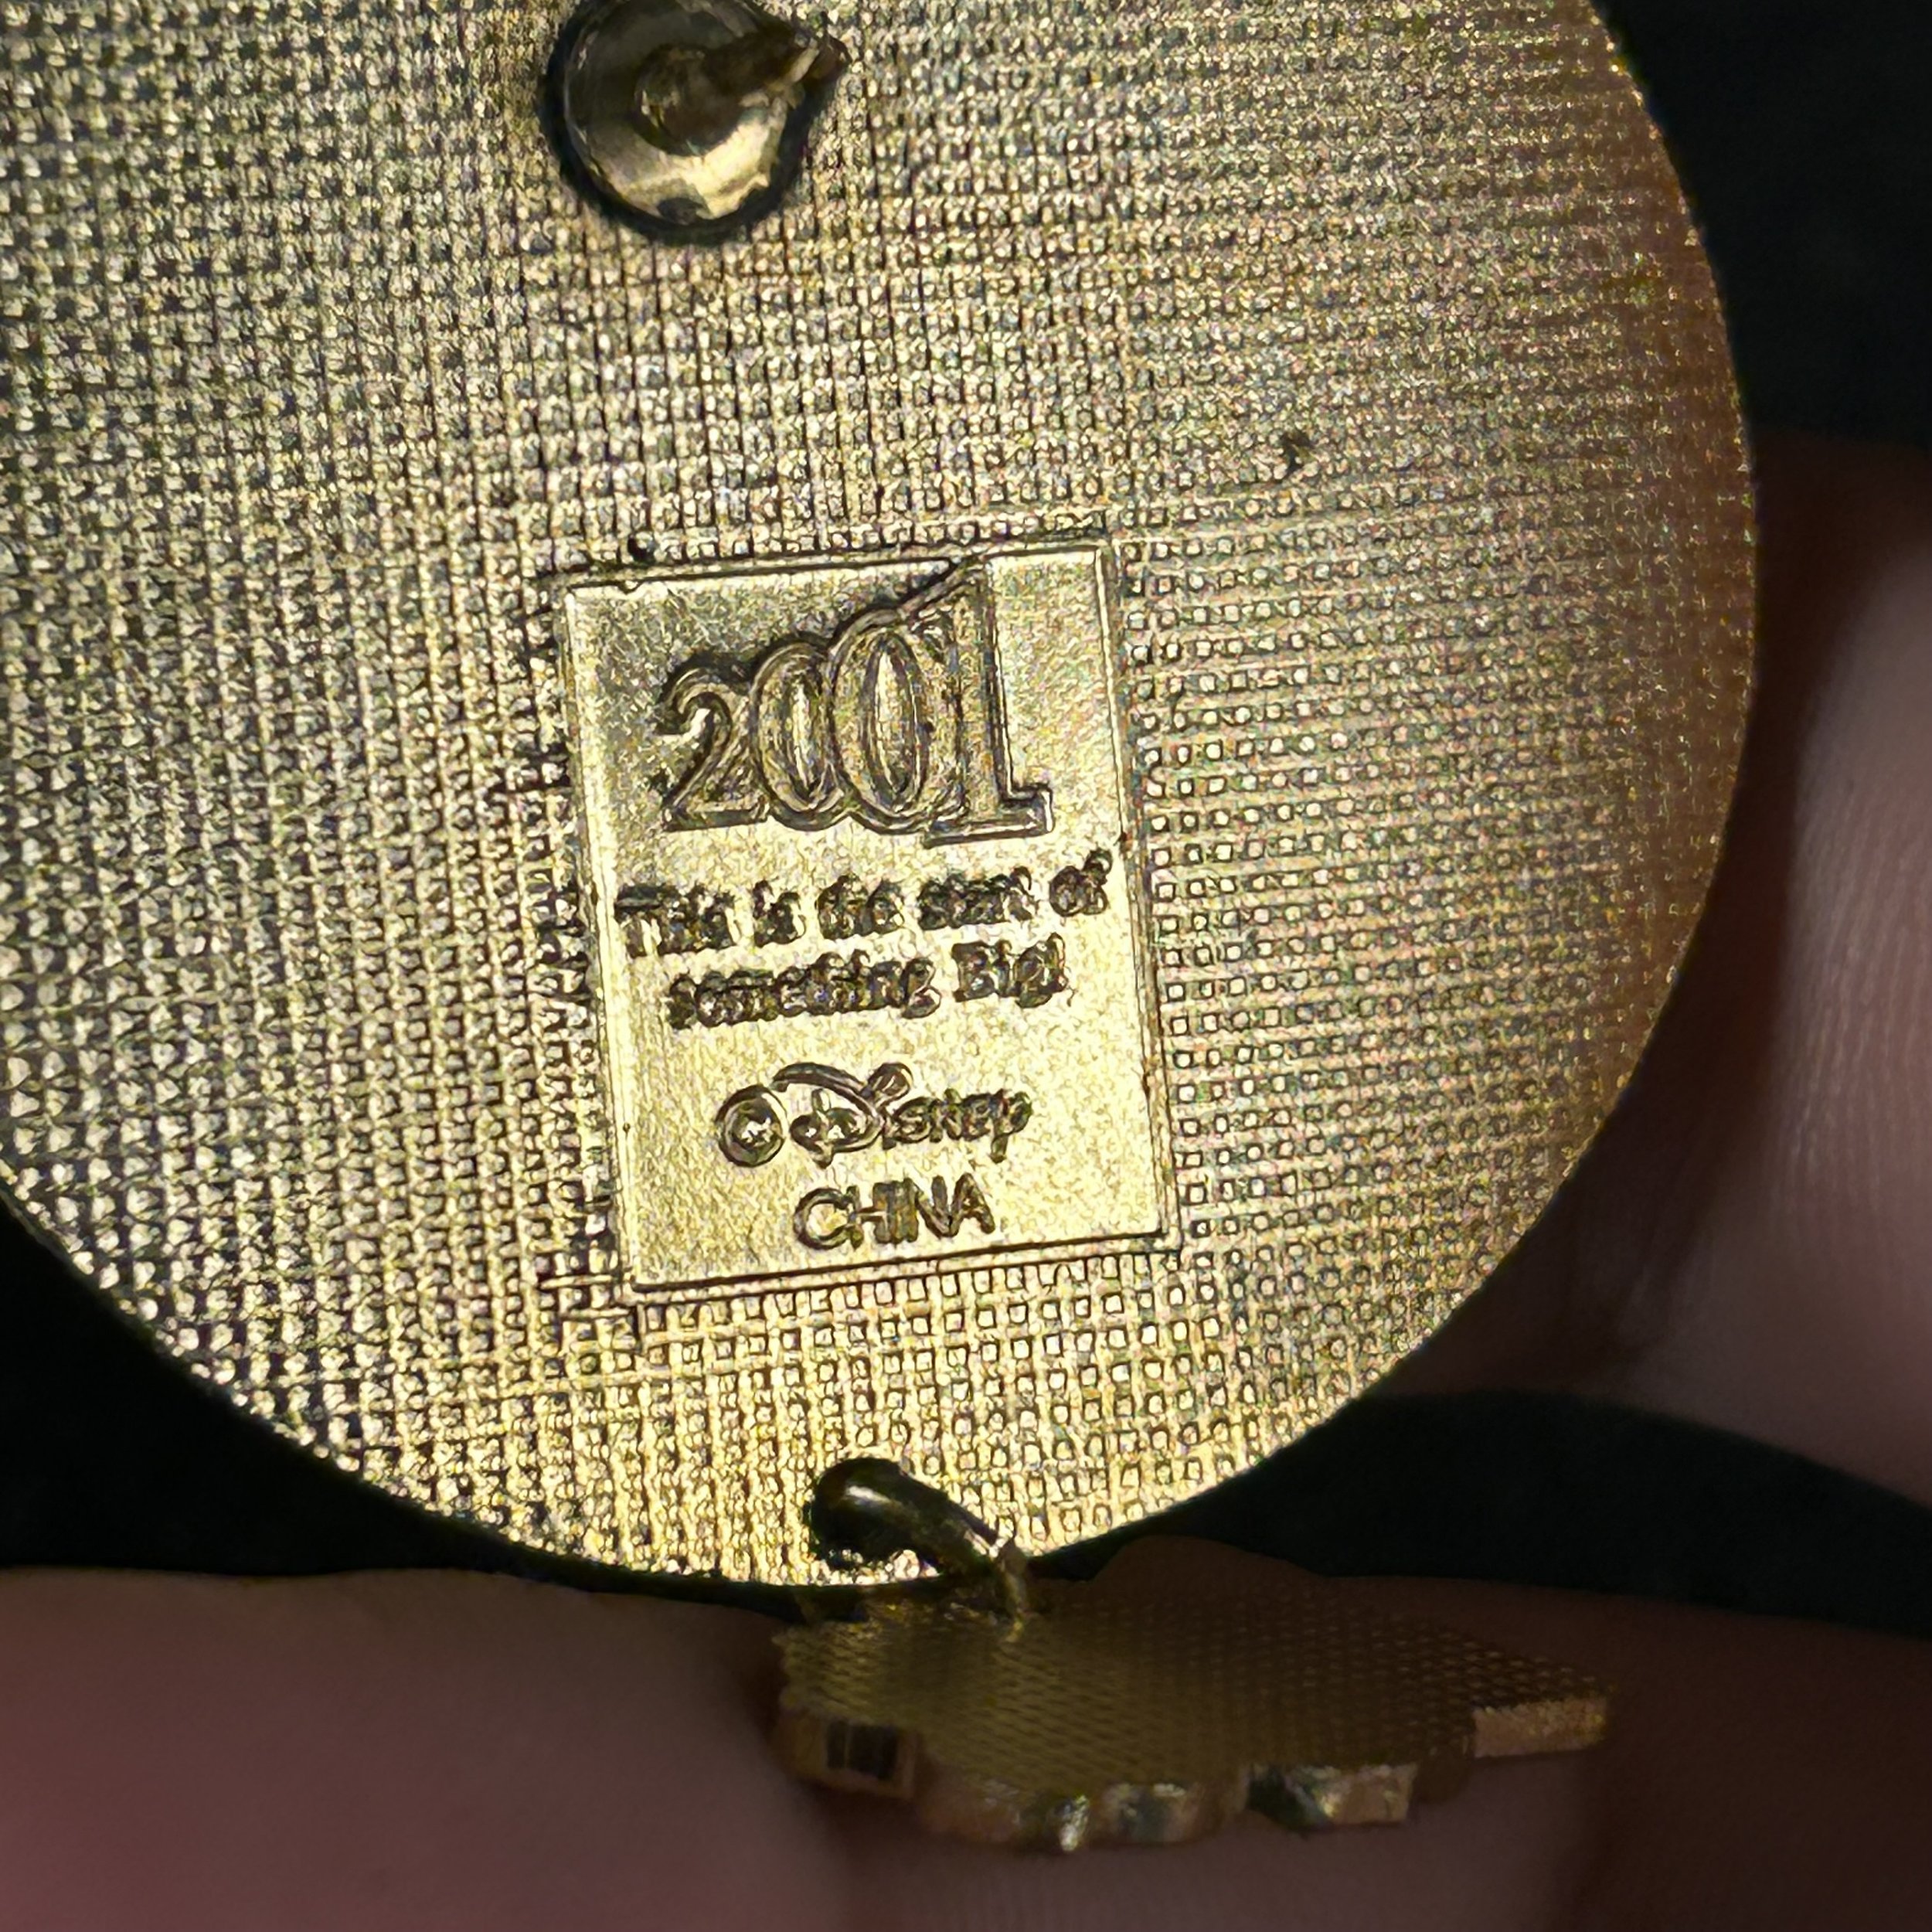 2001
This is the start of
something Big!
© Disney
CHINA